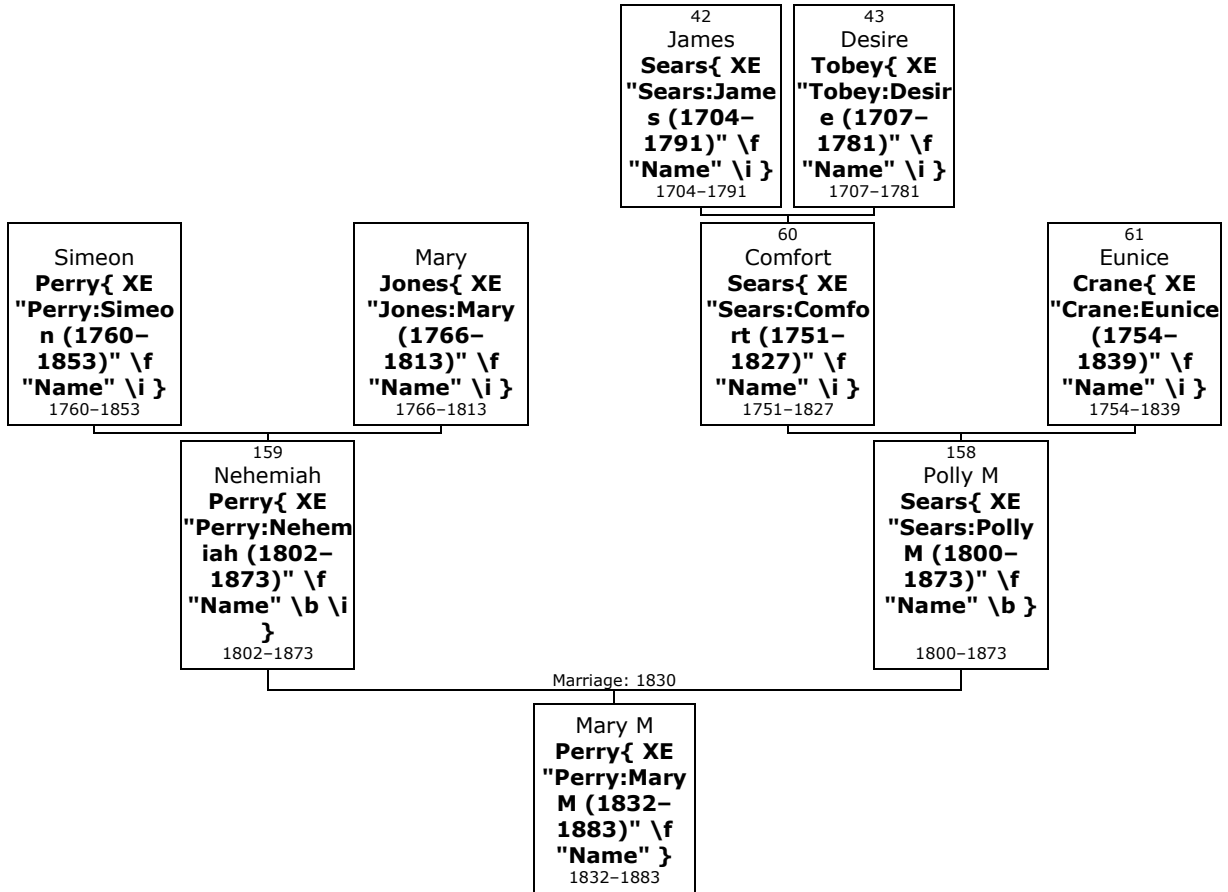 42
James
Sears{ XE
"Sears:Jame
s (1704–
1791)" \f
"Name" \i }
1704–1791
43
Desire
Tobey{ XE
"Tobey:Desir
e (1707–
1781)" \f
"Name" \i }
1707–1781
Simeon
Perry{ XE
"Perry:Simeo
n (1760–
1853)" \f
"Name" \i }
1760–1853
Mary
Jones{ XE
"Jones:Mary
(1766–
1813)" \f
"Name" \i }
1766–1813
60
Comfort
Sears{ XE
"Sears:Comfo
rt (1751–
1827)" \f
"Name" \i }
1751–1827
61
Eunice
Crane{ XE
"Crane:Eunice
(1754–
1839)" \f
"Name" \i }
1754–1839
159
Nehemiah
Perry{ XE
"Perry:Nehem
iah (1802–
1873)" \f
"Name" \b \i
}
1802–1873
158
Polly M
Sears{ XE
"Sears:Polly
M (1800–
1873)" \f
"Name" \b }
1800–1873
Marriage: 1830
Mary M
Perry{ XE
"Perry:Mary
M (1832–
1883)" \f
"Name" }
1832–1883